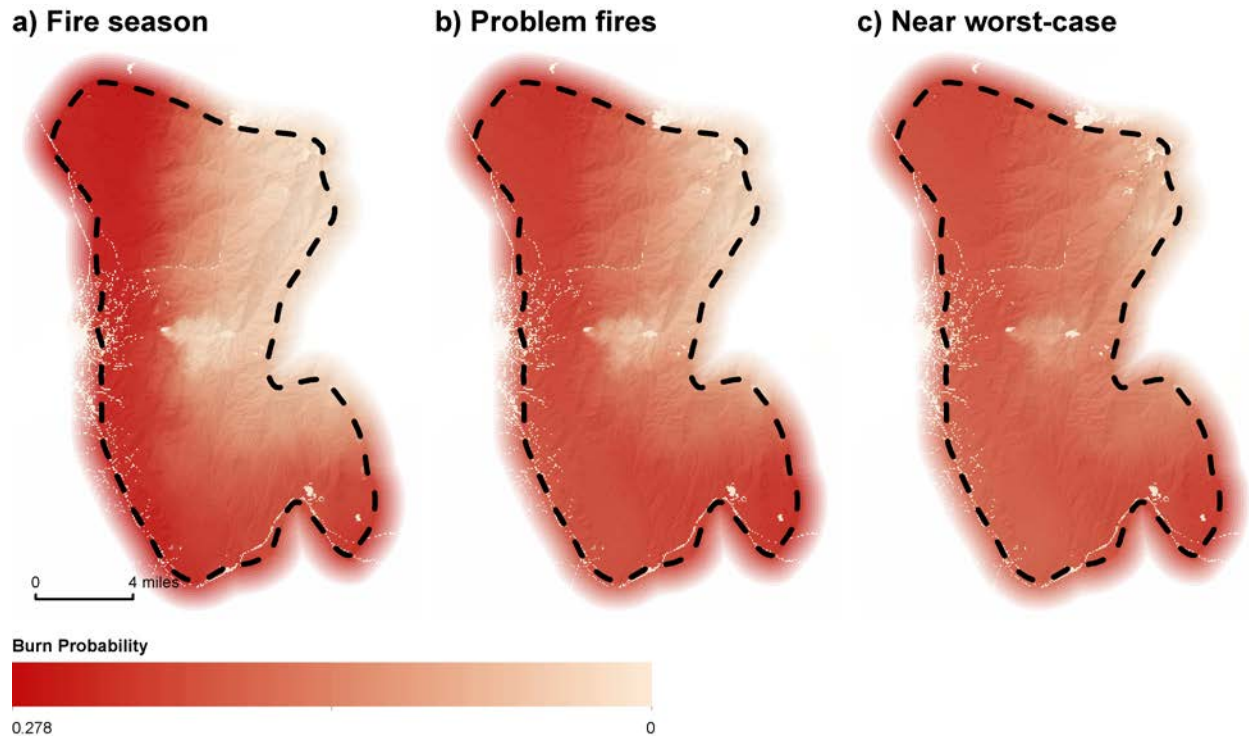 a) Fire season
b) Problem fires
c) Near worst-case
0
4 miles
Burn Probability
0.278
0